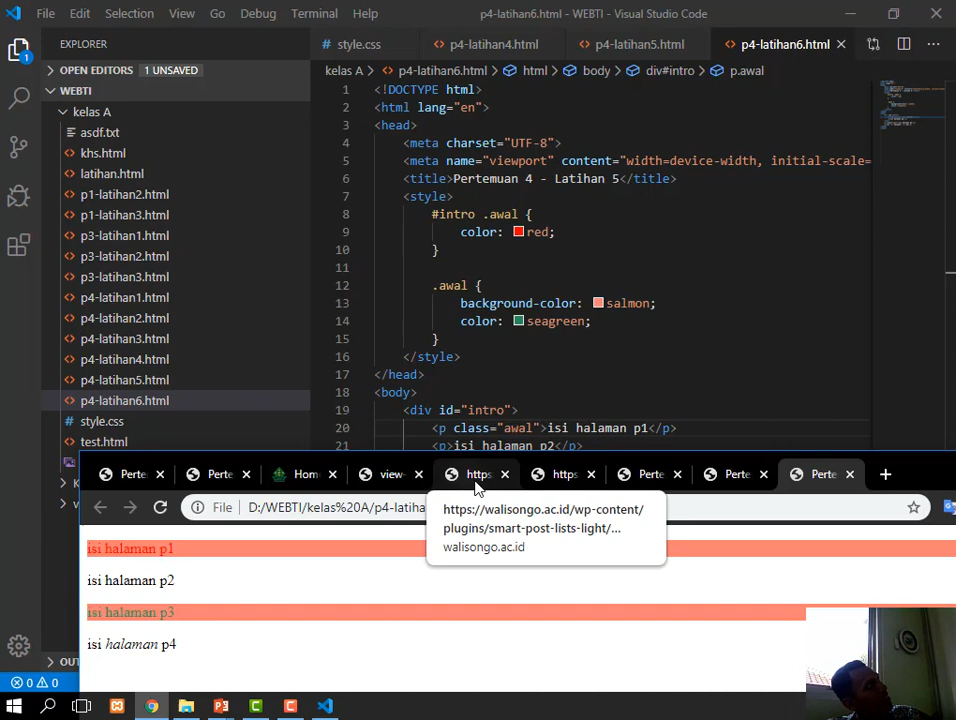 File Edit Selection View Go Debug Terminal Help p4-latihan6.html - WEBTI - Visual Studio Code
EXPLORER
style.css p4-latihan4.html p4-latihan5.html p4-latihan6.html
1
OPEN EDITORS 1 UNSAVED
kelas A > p4-latihan6.html > html > body > div#intro > p.awal
WEBTI
kelas A
asdf.txt
khs.html
latihan.html
p1-latihan2.html
p1-latihan3.html
p3-latihan1.html
p3-latihan2.html
p3-latihan3.html
p4-latihan1.html
p4-latihan2.html
p4-latihan3.html
p4-latihan4.html
p4-latihan5.html
p4-latihan6.html
style.css
test.html
1 <!DOCTYPE html>
2 <html lang="en">
3 <head>
4 <meta charset="UTF-8">
5 <meta name="viewport" content="width=device-width, initial-scale=
6 <title>Pertemuan 4 - Latihan 5</title>
7 <style>
8 #intro .awal {
9 color: red;
10 }
11
12 .awal {
13 background-color: salmon;
14 color: seagreen;
15 }
16 </style>
17 </head>
18 <body>
19 <div id="intro">
20 <p class="awal">isi halaman p1</p>
21 <p>isi halaman p2</p>
Perte Perte Hom view- https https Perte Perte Perte
File D:/WEBTI/kelas%20A/p4-latiha
https://walisongo.ac.id/wp-content/
plugins/smart-post-lists-light/...
walisongo.ac.id
isi halaman p1
isi halaman p2
isi halaman p3
isi halaman p4
OU
0 0